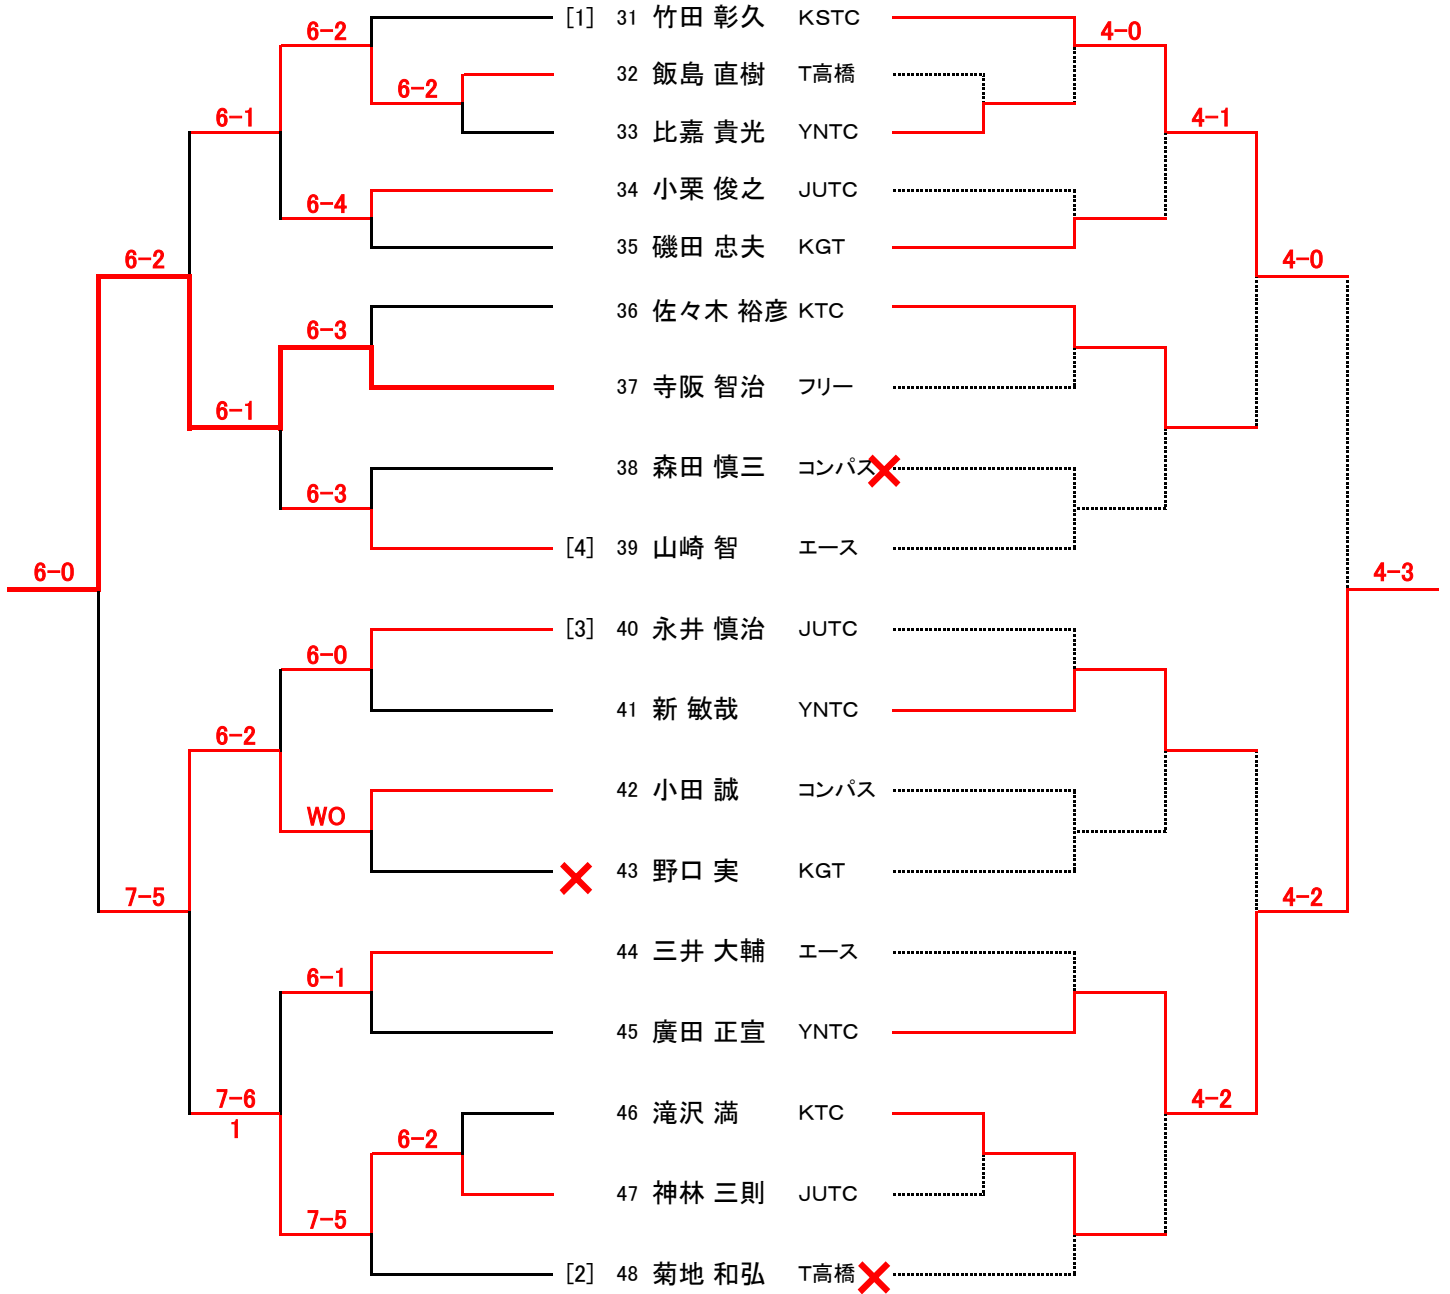 [1] 31 竹田 彰久 KSTC
6-2 4-0
32 飯島 直樹 T高橋
6-2
6-1 4-1
33 比嘉 貴光 YNTC
34 小栗 俊之 JUTC
6-4
35 磯田 忠夫 KGT
6-2 4-0
36 佐々木 裕彦 KTC
6-3
37 寺阪 智治 フリー
6-1
38 森田 慎三 コンパス
6-3
[4] 39 山崎 智 エース
6-0 4-3
[3] 40 永井 慎治 JUTC
6-0
41 新 敏哉 YNTC
6-2
42 小田 誠 コンパス
WO
43 野口 実 KGT
7-5 4-2
44 三井 大輔 エース
6-1
45 廣田 正宣 YNTC
7-6 4-2
46 滝沢 満 KTC
1
6-2
47 神林 三則 JUTC
7-5
[2] 48 菊地 和弘 T高橋